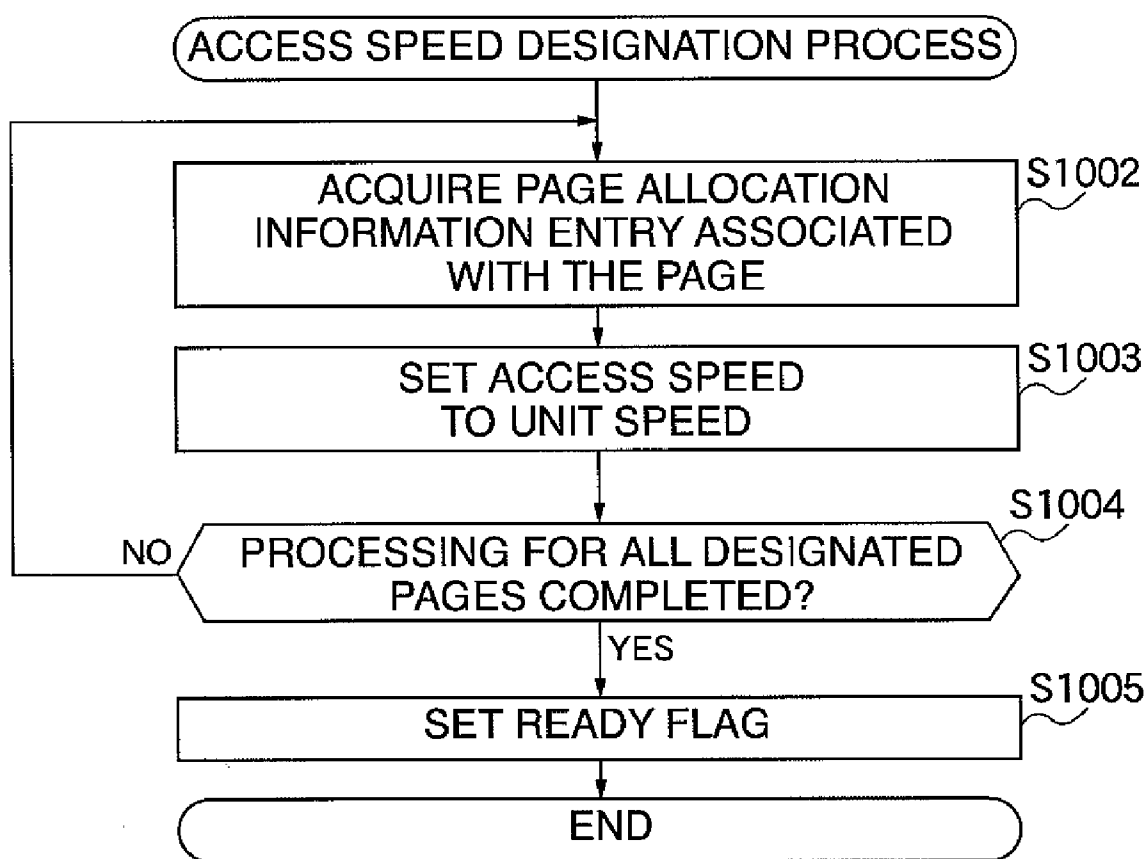 ACCESS SPEED DESIGNATION PROCESS
S1002
ACQUIRE PAGE ALLOCATION
INFORMATION ENTRY ASSOCIATED
WITH THE PAGE
S1003
SET ACCESS SPEED
TO UNIT SPEED
S1004
NO
PROCESSING FOR ALL DESIGNATED
PAGES COMPLETED?
YES
S1005
SET READY FLAG
END